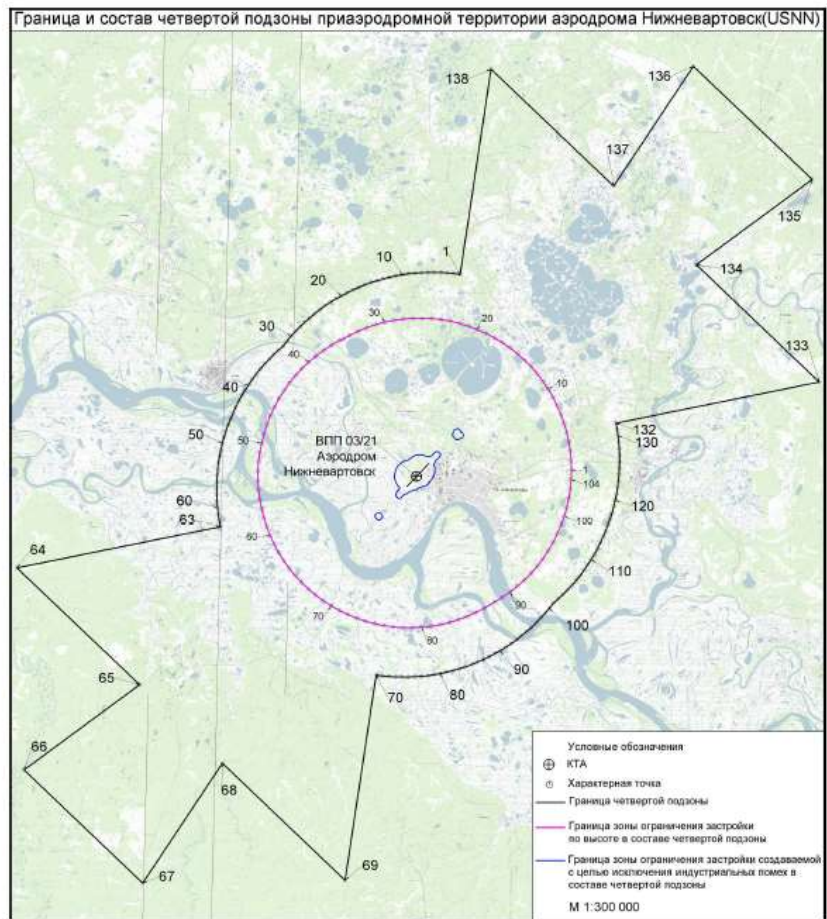 Граница и состав четвертой подзоны приаэродромной территории аэродрома Нижневартовск(USNN)
138
136
137
135
1
10
134
20
30
20
30
133
40
10
40
132
130
50
50
ВПП 03/21
Аэродром
Нижневартовск
1
104
120
60
63
100
60
64
110
90
100
70
80
65
90
70
80
66
68
67
69
Условные обозначения
КТА
Характерная точка
Граница четвертой подзоны
Граница зоны ограничения застройки
по высоте в составе четвертой подзоны
Граница зоны ограничения застройки создаваемой
с целью исключения индустриальных помех в
составе четвертой подзоны
М 1:300 000